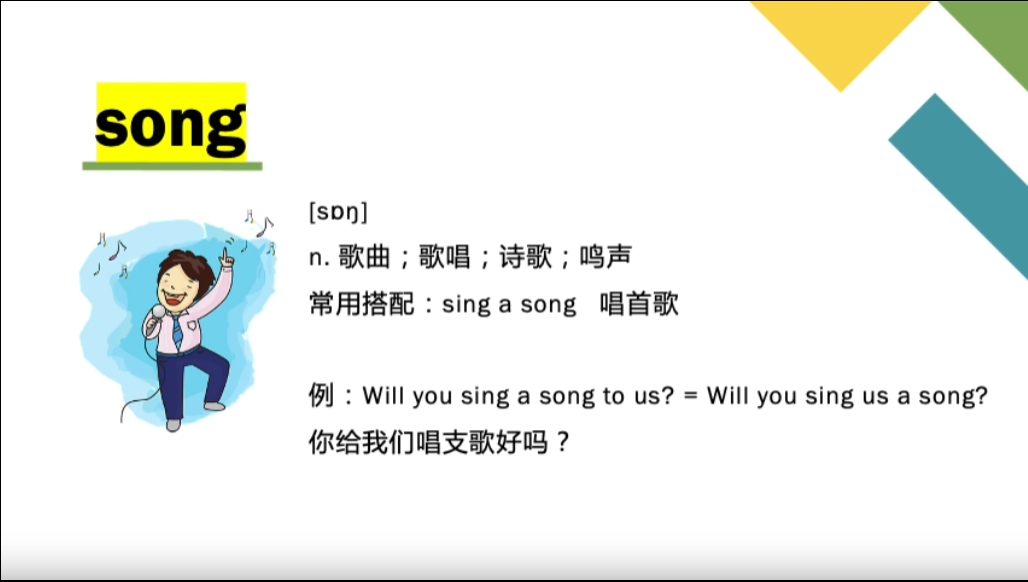 song
[sɒŋ]
n. 歌曲；歌唱；诗歌；鸣声
常用搭配：sing a song 唱首歌
例：Will you sing a song to us? = Will you sing us a song?
你给我们唱支歌好吗？